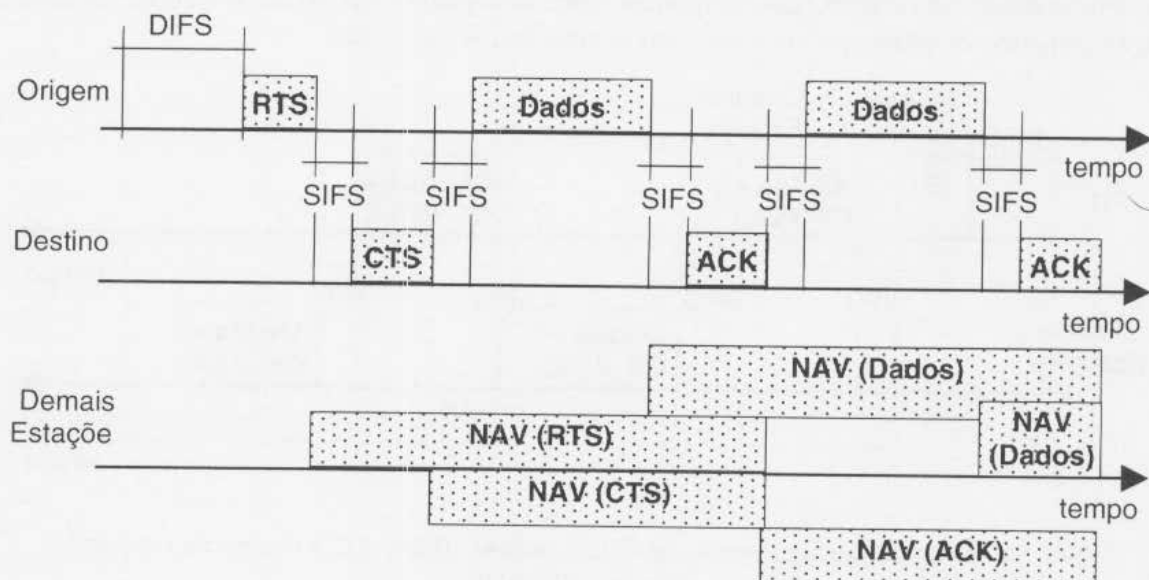 DIFS
Origem
RTS
Dados
Dados
tempo
SIFS
SIFS
SIFS
SIFS
SIFS
Destino
CTS
ACK
ACK
tempo
NAV (Dados)
Demais
Estaçõe
NAV (RTS)
NAV
(Dados)
NAV (CTS)
tempo
NAV (ACK)